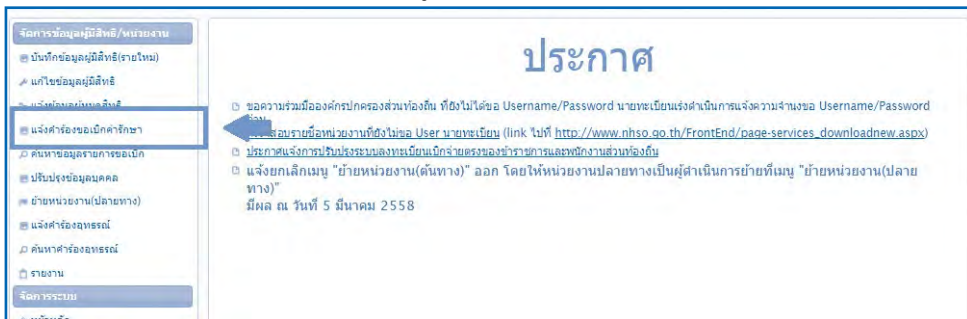 จัดการข้อมูลผู้มีสิทธิ/หน่วยงาน
บันทึกข้อมูลผู้มีสิทธิ(รายใหม่)
แก้ไขข้อมูลผู้มีสิทธิ
แจ้งข้อมูลผู้หมดสิทธิ
แจ้งคำร้องขอเบิกค่ารักษา
ค้นหาข้อมูลรายการขอเบิก
ปรับปรุงข้อมูลบุคคล
ย้ายหน่วยงาน(ปลายทาง)
แจ้งคำร้องอุทธรณ์
ค้นหาคำร้องอุทธรณ์
รายงาน
จัดการระบบ
ประกาศ
ขอความร่วมมือองค์กรปกครองส่วนท้องถิ่น ที่ยังไม่ได้ขอ Username/Password นายทะเบียนเร่งดำเนินการแจ้งความจำนงขอ Username/Password
สอบรายชื่อหน่วยงานที่ยังไม่ขอ User นายทะเบียน (link ไปที่ http://www.nhso.go.th/FrontEnd/page-services_downloadnew.aspx)
ประกาศแจ้งการปรับปรุงระบบลงทะเบียนเบิกจ่ายตรงของข้าราชการและพนักงานส่วนท้องถิ่น
แจ้งยกเลิกเมนู "ย้ายหน่วยงาน(ต้นทาง)" ออก โดยให้หน่วยงานปลายทางเป็นผู้ดำเนินการย้ายที่เมนู "ย้ายหน่วยงาน(ปลาย
ทาง)"
มีผล ณ วันที่ 5 มีนาคม 2558